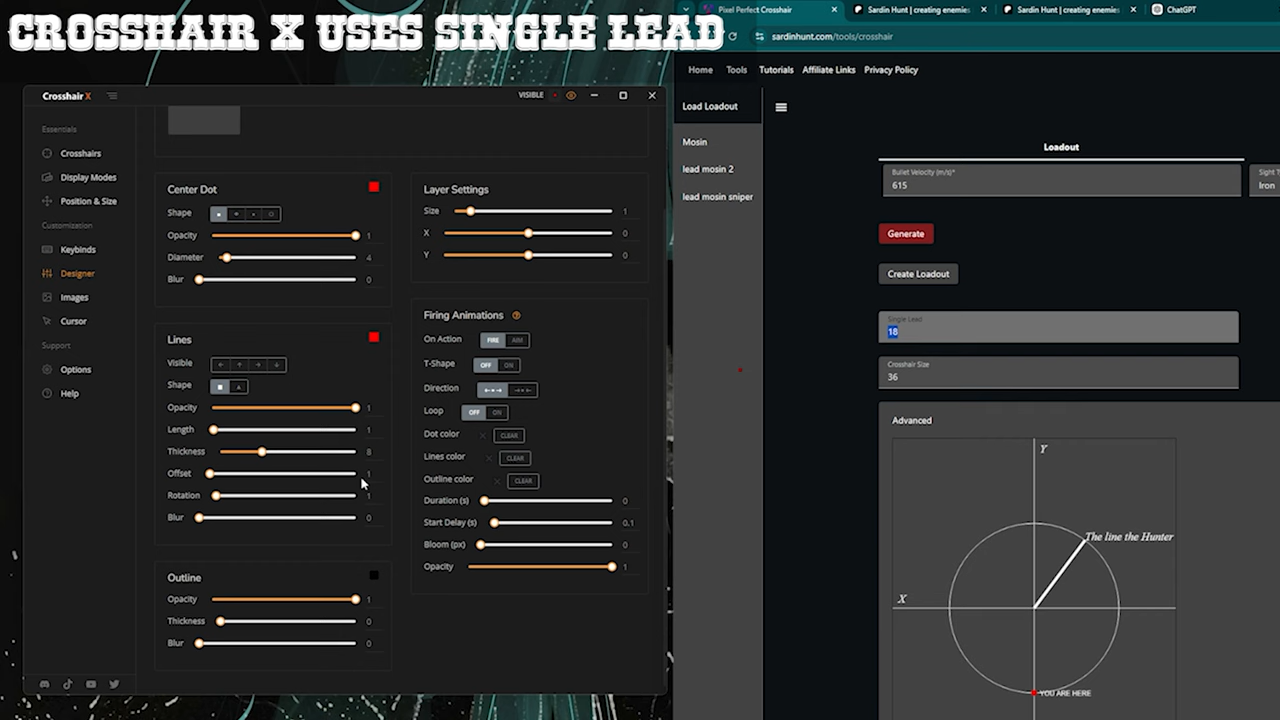 CROSSHAIR X USES SINGLE LEAD
Pixel Perfect Crosshair
Sardin Hunt | creating enemies
Sardin Hunt | creating enemies
ChatGPT
sardinhunt.com/tools/crosshair
Home
Tools
Tutorials
Affiliate Links
Privacy Policy
Crosshair X
VISIBLE
Essentials
Crosshairs
Display Modes
Position & Size
Customization
Keybinds
Designer
Images
Cursor
Support
Options
Help
Center Dot
Shape
Opacity 1
Diameter 4
Blur 0
Lines
Visible
Shape
Opacity 1
Length 1
Thickness 8
Offset 1
Rotation 1
Blur 0
Outline
Opacity 1
Thickness 0
Blur 0
Layer Settings
Size 1
X 0
Y 0
Firing Animations
On Action FIRE AIM
T-Shape OFF ON
Direction
Loop OFF ON
Dot color CLEAR
Lines color CLEAR
Outline color CLEAR
Duration (s) 0
Start Delay (s) 0.1
Bloom (px) 0
Opacity 1
Load Loadout
Mosin
lead mosin 2
lead mosin sniper
Loadout
Bullet Velocity (m/s)*
615
Sight T
Iron
Generate
Create Loadout
Single Lead
18
Crosshair Size
36
Advanced
Y
The line the Hunter
X
YOU ARE HERE